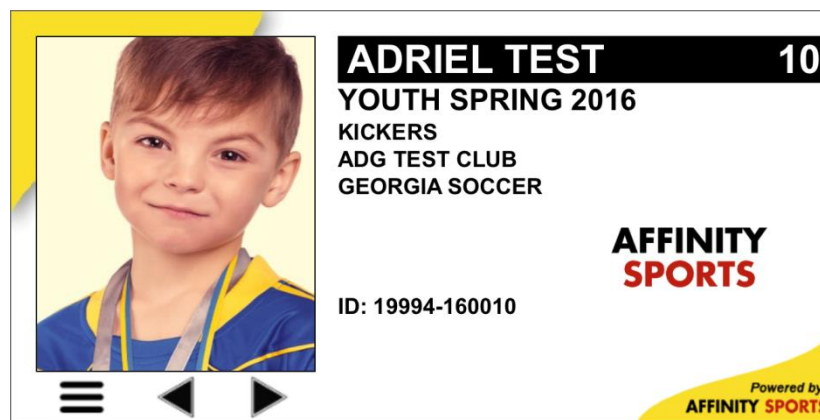 ADRIEL TEST 10
YOUTH SPRING 2016
KICKERS
ADG TEST CLUB
GEORGIA SOCCER
AFFINITY
SPORTS
ID: 19994-160010
Powered by
AFFINITY SPORTS